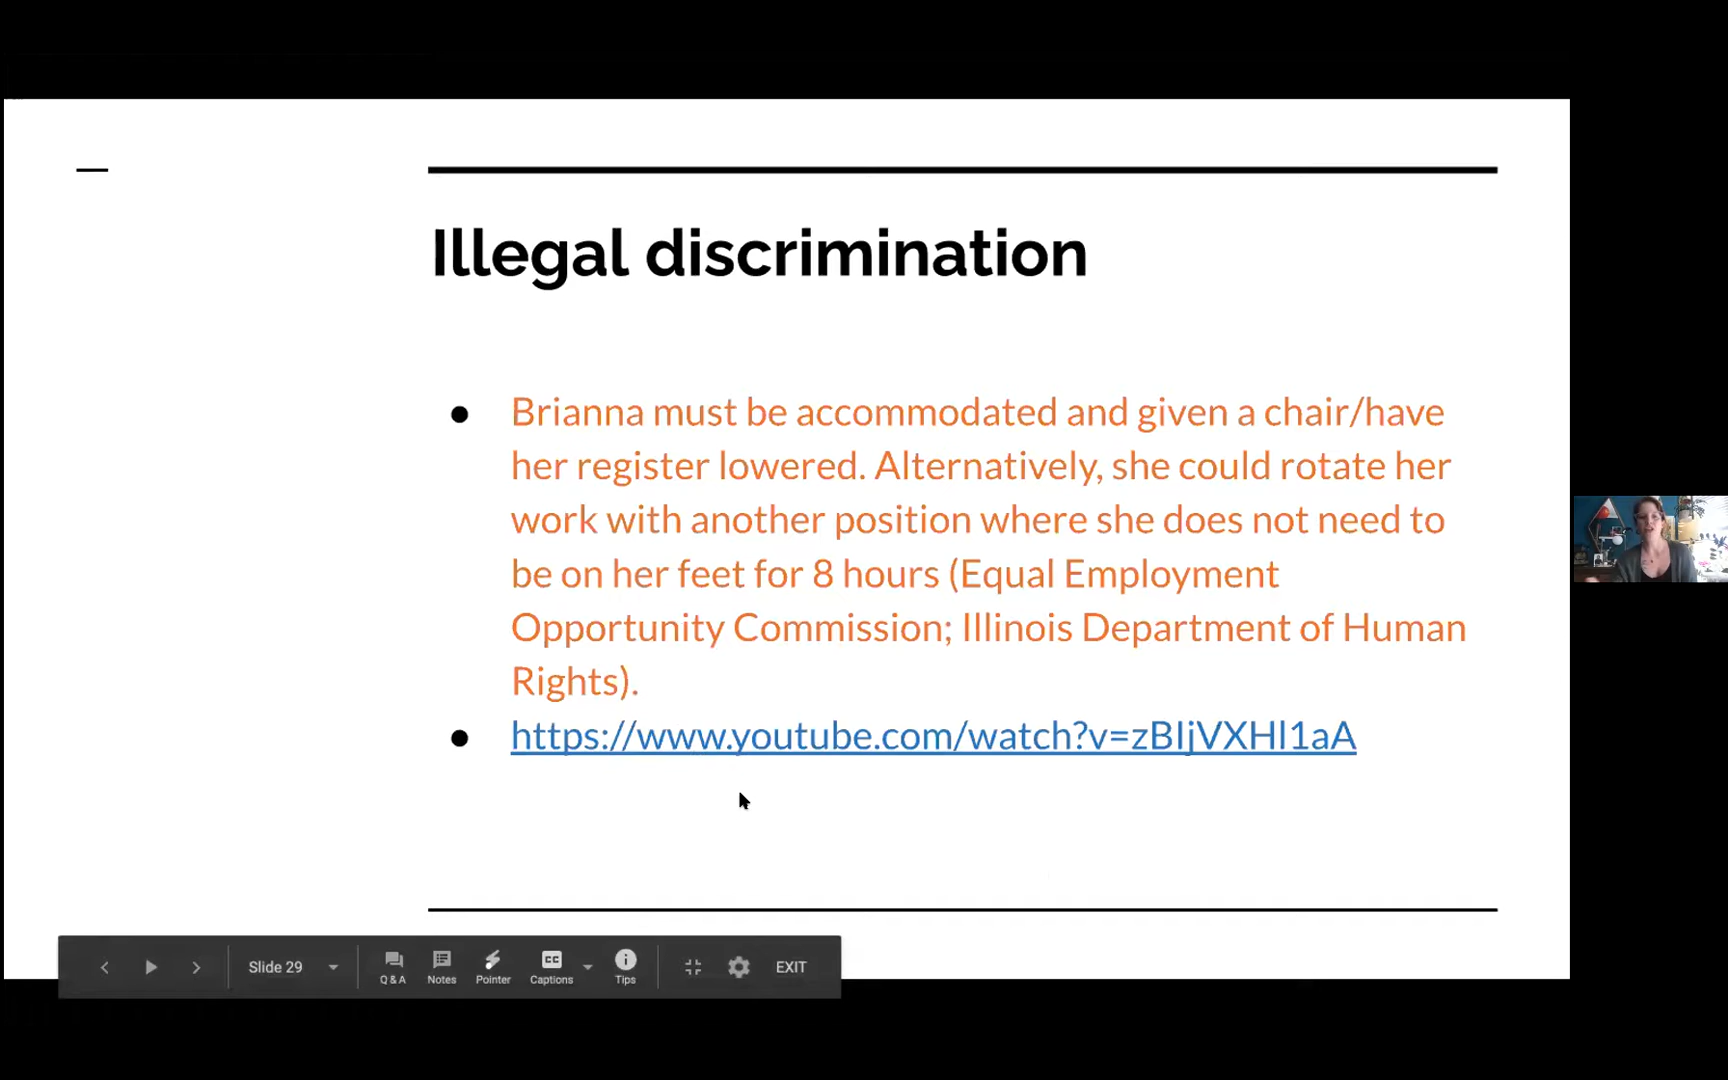 Illegal discrimination
● Brianna must be accommodated and given a chair/have
her register lowered. Alternatively, she could rotate her
work with another position where she does not need to
be on her feet for 8 hours (Equal Employment
Opportunity Commission; Illinois Department of Human
Rights).
● https://www.youtube.com/watch?v=zBIjVXHl1aA
Slide 29
Q & A
Notes
Pointer
CC
Captions
Tips
EXIT